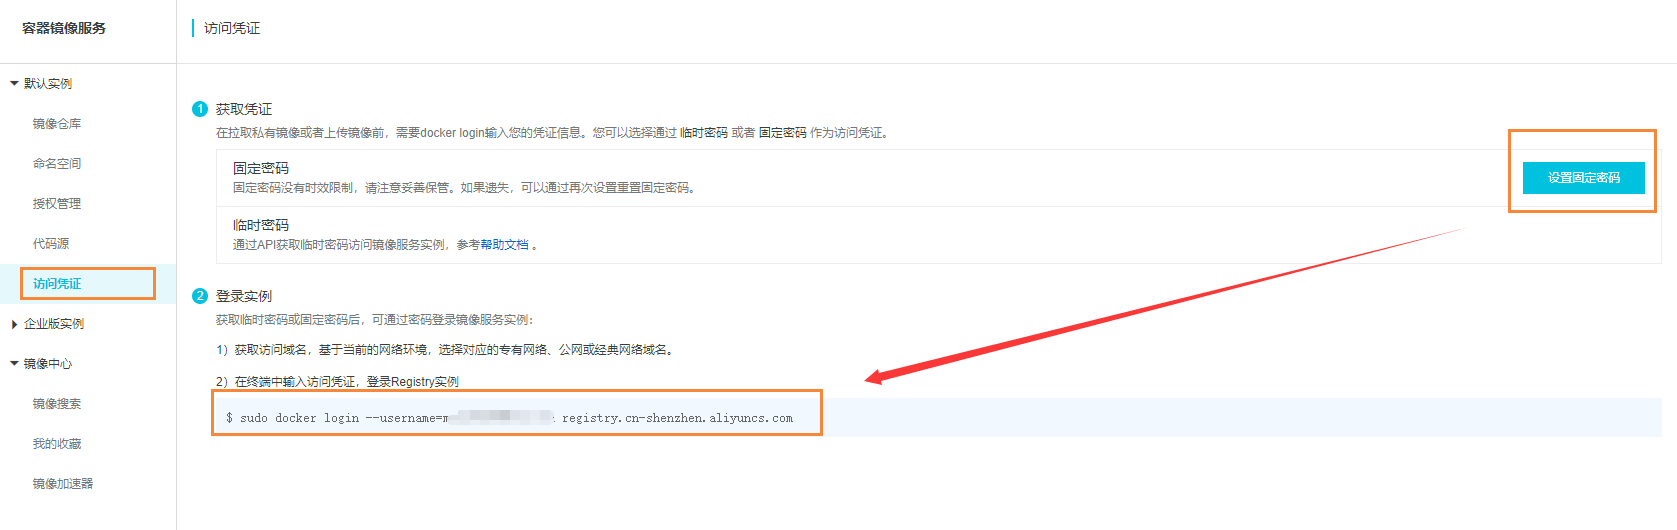 容器镜像服务
访问凭证
默认实例
镜像仓库
命名空间
授权管理
代码源
访问凭证
企业版实例
镜像中心
镜像搜索
我的收藏
镜像加速器
1 获取凭证
在拉取私有镜像或者上传镜像前，需要docker login输入您的凭证信息。您可以选择通过 临时密码 或者 固定密码 作为访问凭证。
固定密码
固定密码没有时效限制，请注意妥善保管。如果遗失，可以通过再次设置重置固定密码。
设置固定密码
临时密码
通过API获取临时密码访问镜像服务实例，参考帮助文档 。
2 登录实例
获取临时密码或固定密码后，可通过密码登录镜像服务实例：
1）获取访问域名，基于当前的网络环境，选择对应的专有网络、公网或经典网络域名。
2）在终端中输入访问凭证，登录Registry实例
$ sudo docker login --username= registry.cn-shenzhen.aliyuncs.com